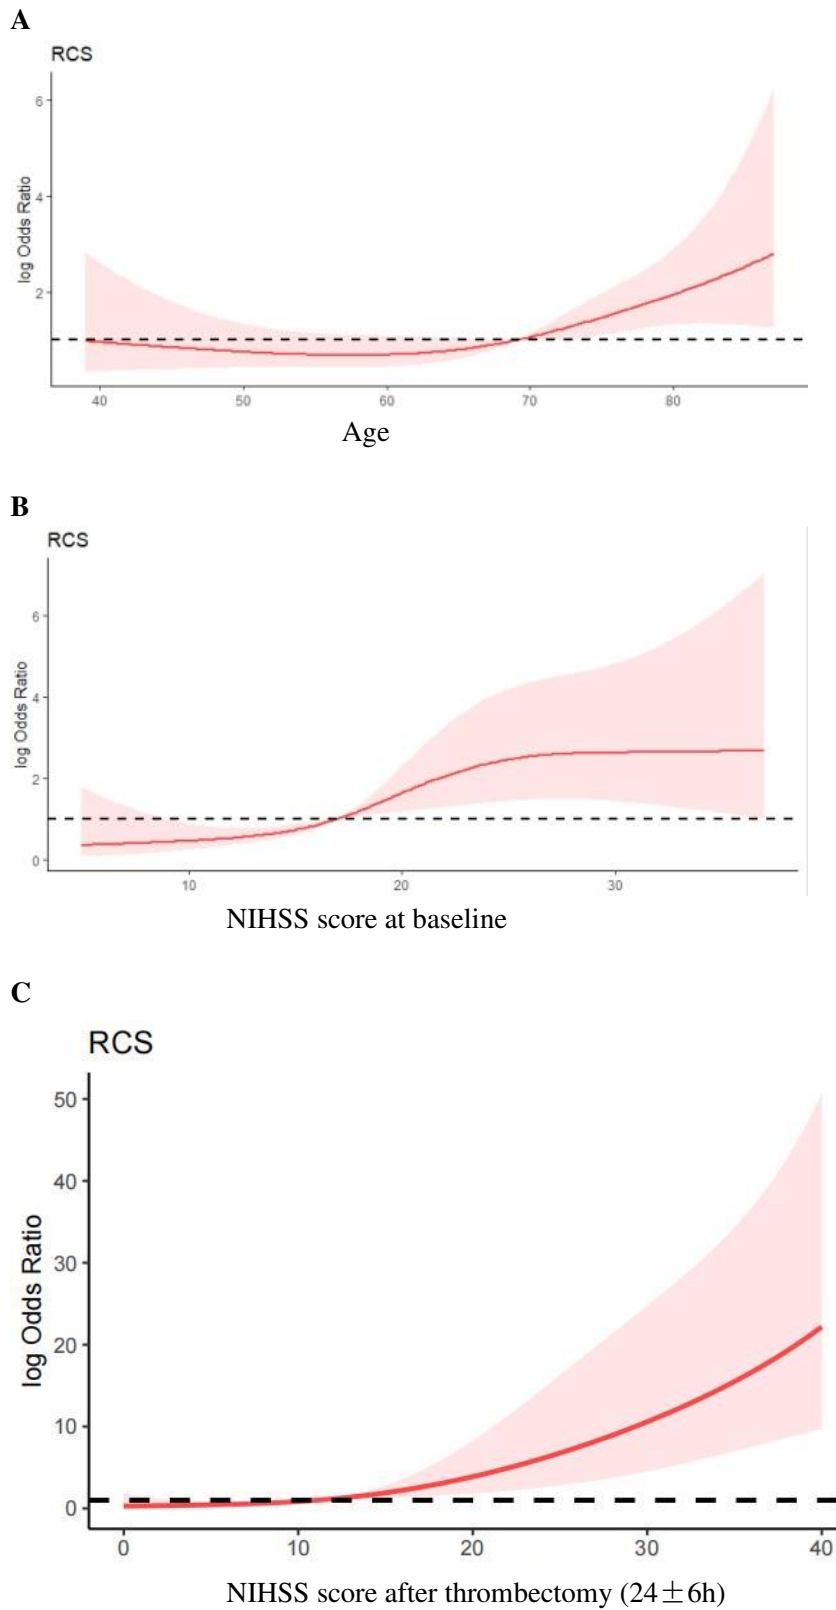 A
RCS
log Odds Ratio
6
4
2
40 50 60 70 80
Age
B
RCS
log Odds Ratio
6
4
2
0
10 20 30
NIHSS score at baseline
C
RCS
log Odds Ratio
50
40
30
20
10
0
0 10 20 30 40
NIHSS score after thrombectomy (24±6h)